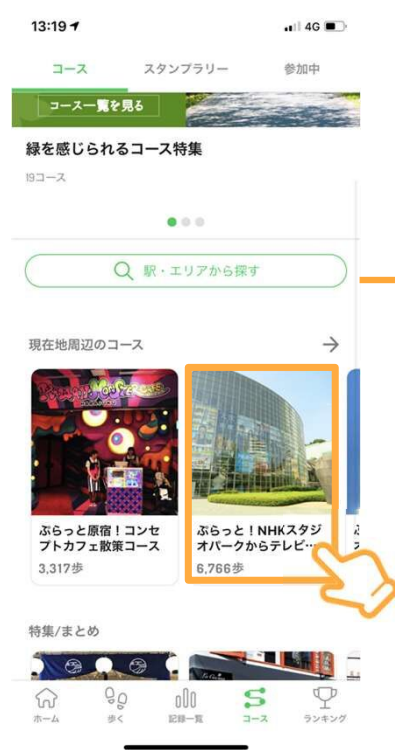 13:19
4G
コース
スタンプラリー
参加中
コース一覧を見る
緑を感じられるコース特集
19コース
駅・エリアから探す
現在地周辺のコース
ぷらっと原宿！コンセ
プトカフェ散策コース
3,317歩
ぷらっと！NHKスタジ
オパークからテレビ…
6,766歩
特集/まとめ
ホーム
歩く
記録一覧
コース
ランキング